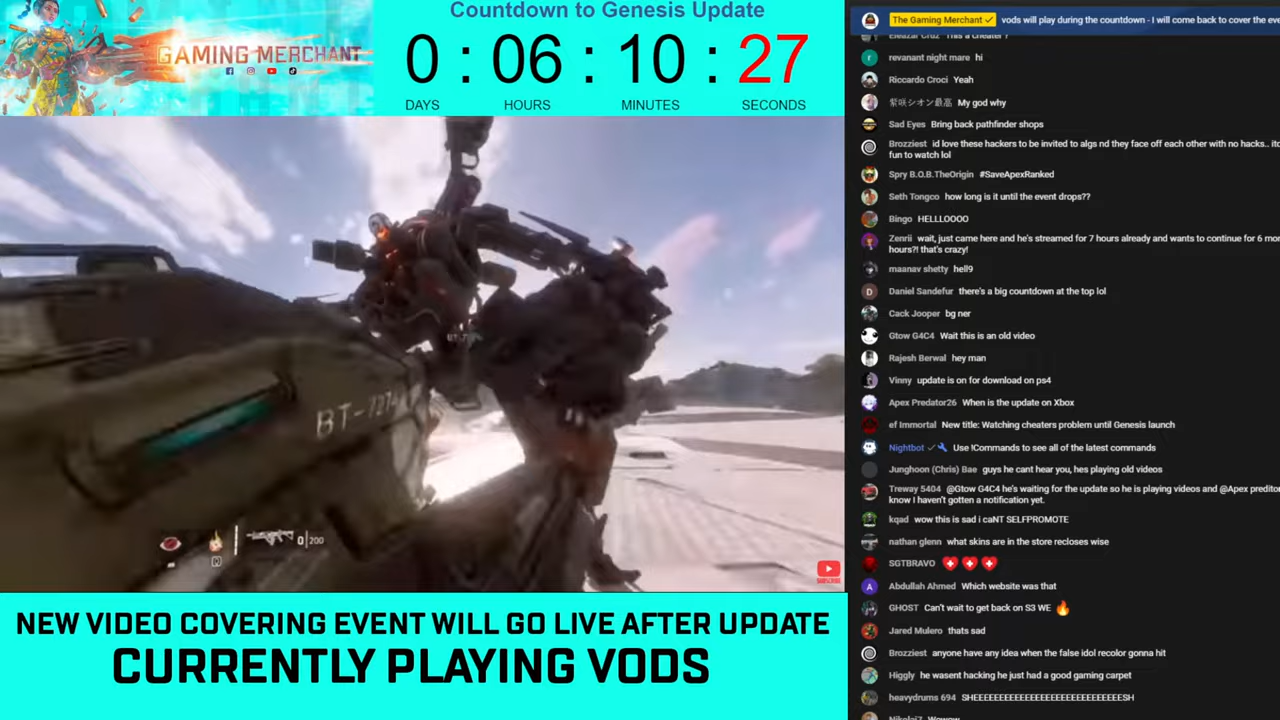 GAMING MERCHANT
Countdown to Genesis Update
0 : 06 : 10 : 27
DAYS HOURS MINUTES SECONDS
BT-7274
0 200
SUBSCRIBE
NEW VIDEO COVERING EVENT WILL GO LIVE AFTER UPDATE
CURRENTLY PLAYING VODS
The Gaming Merchant vods will play during the countdown - I will come back to cover the eve
Eleazar Cruz This a cheater ?
r revanant night mare hi
Riccardo Croci Yeah
紫咲シオン最高 My god why
Sad Eyes Bring back pathfinder shops
Brozziest id love these hackers to be invited to algs nd they face off each other with no hacks.. itd
fun to watch lol
Spry B.O.B.TheOrigin #SaveApexRanked
Seth Tongco how long is it until the event drops??
Bingo HELLLOOOO
Zenrii wait, just came here and he's streamed for 7 hours already and wants to continue for 6 mor
hours?! that's crazy!
maanav shetty hell9
D Daniel Sandefur there's a big countdown at the top lol
Cack Jooper bg ner
Gtow G4C4 Wait this is an old video
Rajesh Berwal hey man
Vinny update is on for download on ps4
Apex Predator26 When is the update on Xbox
ef Immortal New title: Watching cheaters problem until Genesis launch
Nightbot Use !Commands to see all of the latest commands
Junghoon (Chris) Bae guys he cant hear you, hes playing old videos
Treway 5404 @Gtow G4C4 he's waiting for the update so he is playing videos and @Apex preditor
know I haven't gotten a notification yet.
kqad wow this is sad i caNT SELFPROMOTE
nathan glenn what skins are in the store recloses wise
SGTBRAVO
A Abdullah Ahmed Which website was that
GHOST Can't wait to get back on S3 WE
Jared Mulero thats sad
Brozziest anyone have any idea when the false idol recolor gonna hit
Higgly he wasent hacking he just had a good gaming carpet
heavydrums 694 SHEEEEEEEEEEEEEEEEEEEEEEEEEEESH
Nikolai7 Wowow